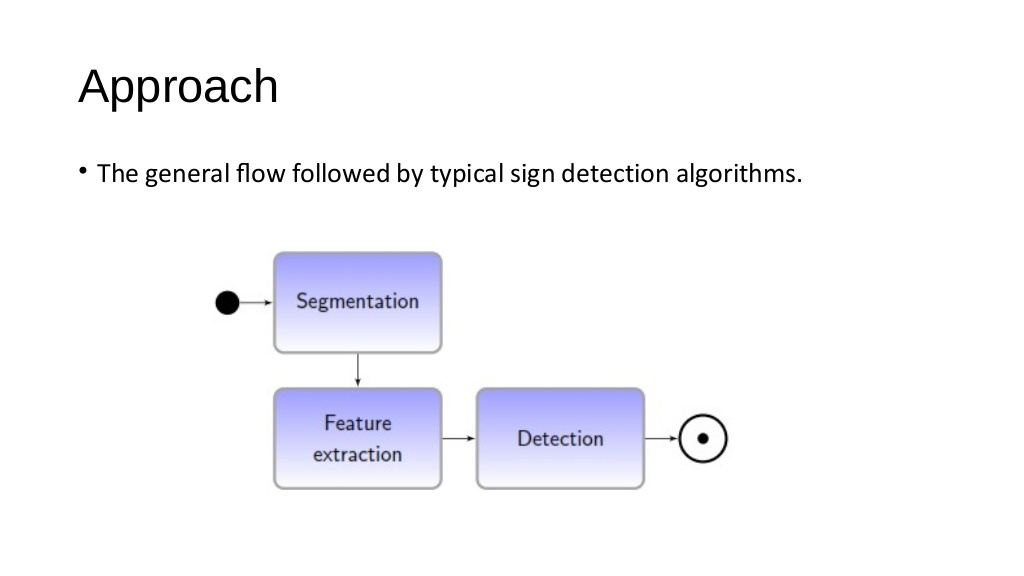 Approach
• The general flow followed by typical sign detection algorithms.
Segmentation
Feature
extraction
Detection